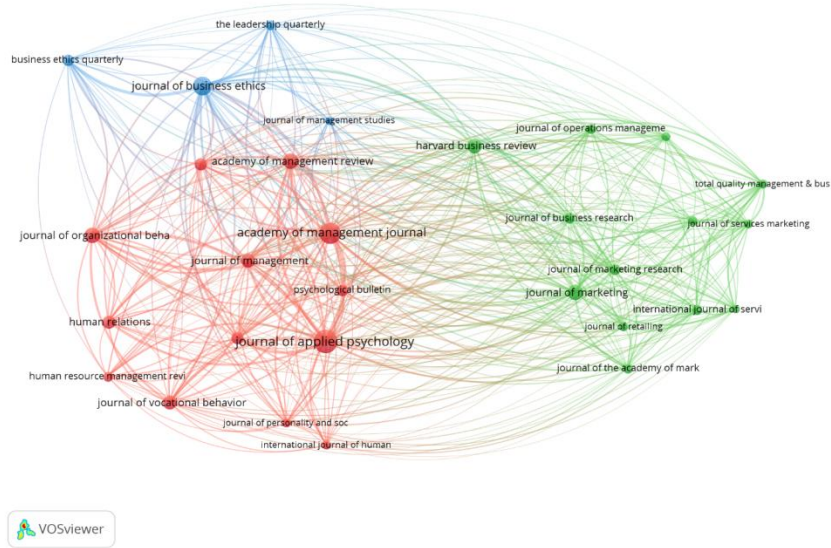 the leadership quarterly
business ethics quarterly
journal of business ethics
journal of management studies
journal of operations manageme
harvard business review
academy of management review
total quality management & bus
journal of business research
journal of services marketing
academy of management journal
journal of organizational beha
journal of management
journal of marketing research
psychological bulletin
journal of marketing
international journal of servi
human relations
journal of retailing
journal of applied psychology
journal of the academy of mark
human resource management revi
journal of vocational behavior
journal of personality and soc
international journal of human
VOSviewer